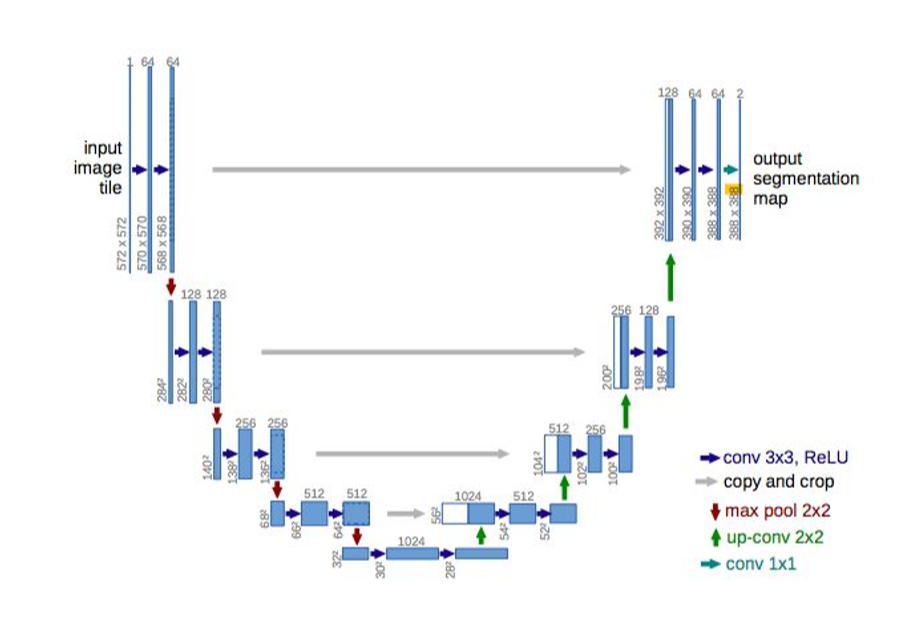 1 64 64
128 64 64 2
input
image
tile
output
segmentation
map
572 x 572
570 x 570
568 x 568
392 x 392
390 x 390
388 x 388
388 x 388
128 128
256 128
284²
282²
280²
200²
198²
196²
256 256
512 256
140²
138²
136²
104²
102²
100²
512 512
1024 512
68²
66²
64²
56²
54²
52²
1024
32²
30²
28²
conv 3x3, ReLU
copy and crop
max pool 2x2
up-conv 2x2
conv 1x1